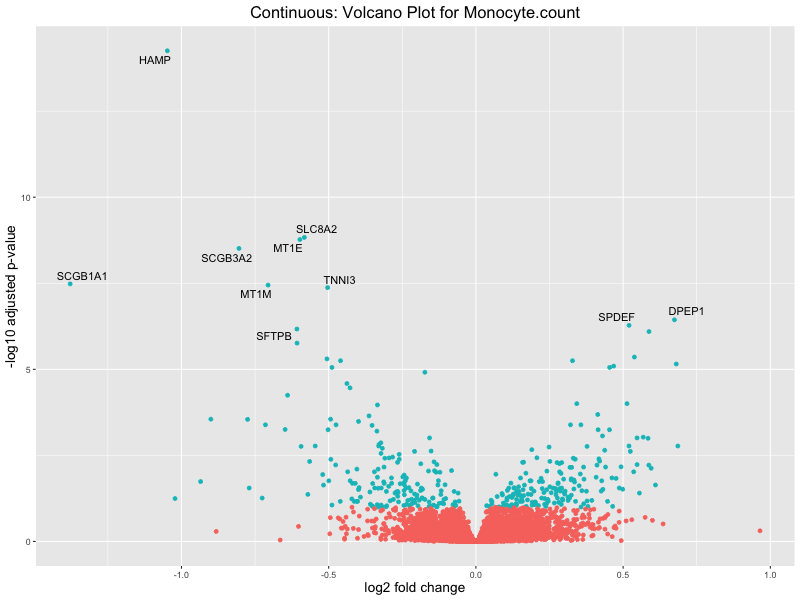 Continuous: Volcano Plot for Monocyte.count
HAMP
10
SLC8A2
MT1E
SCGB3A2
SCGB1A1
TNNI3
MT1M
DPEP1
SPDEF
SFTPB
5
0
-log10 adjusted p-value
-1.0
-0.5
0.0
0.5
1.0
log2 fold change